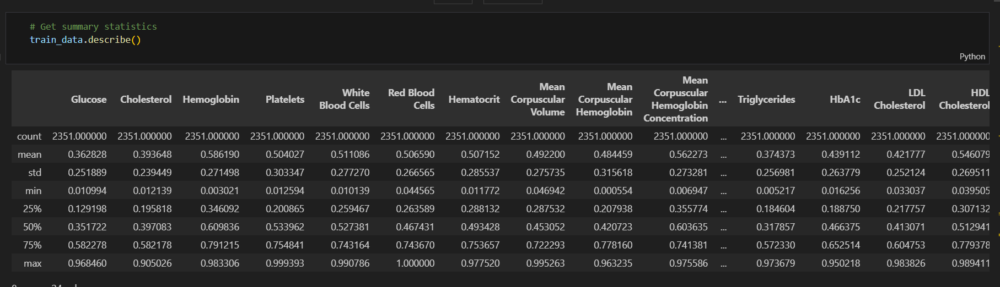 # Get summary statistics
train_data.describe()
Python
Glucose Cholesterol Hemoglobin Platelets White Blood Cells Red Blood Cells Hematocrit Mean Corpuscular Volume Mean Corpuscular Hemoglobin Mean Corpuscular Hemoglobin Concentration ... Triglycerides HbA1c LDL Cholesterol HDL Cholesterol
count 2351.000000 2351.000000 2351.000000 2351.000000 2351.000000 2351.000000 2351.000000 2351.000000 2351.000000 2351.000000 ... 2351.000000 2351.000000 2351.000000 2351.000000
mean 0.362828 0.393648 0.586190 0.504027 0.511086 0.506590 0.507152 0.492200 0.484459 0.562273 ... 0.374373 0.439112 0.421777 0.546079
std 0.251889 0.239449 0.271498 0.303347 0.277270 0.266565 0.285537 0.275735 0.315618 0.273281 ... 0.256981 0.263779 0.252124 0.269511
min 0.010994 0.012139 0.003021 0.012594 0.010139 0.044565 0.011772 0.046942 0.000554 0.006947 ... 0.005217 0.016256 0.033037 0.039505
25% 0.129198 0.195818 0.346092 0.200865 0.259467 0.263589 0.288132 0.287532 0.207938 0.355774 ... 0.184604 0.188750 0.217757 0.307132
50% 0.351722 0.397083 0.609836 0.533962 0.527381 0.467431 0.493428 0.453052 0.420723 0.603635 ... 0.317857 0.466375 0.413071 0.512941
75% 0.582278 0.582178 0.791215 0.754841 0.743164 0.743670 0.753657 0.722293 0.778160 0.741381 ... 0.572330 0.652514 0.604753 0.779378
max 0.968460 0.905026 0.983306 0.999393 0.990786 1.000000 0.977520 0.995263 0.963235 0.975586 ... 0.973679 0.950218 0.983826 0.989411